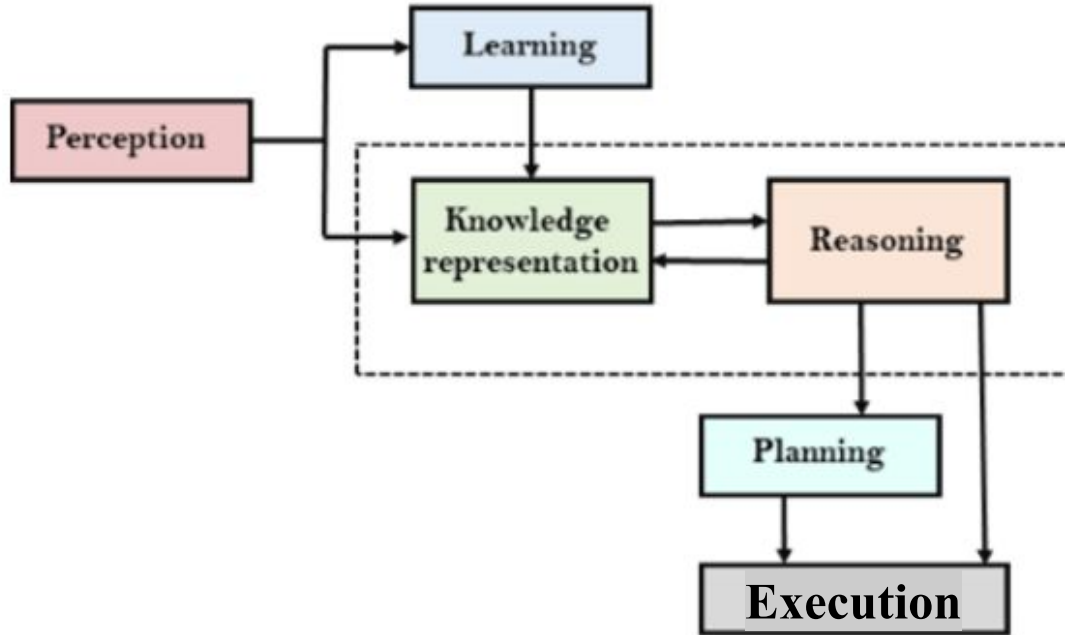 Learning
Perception
Knowledge
representation
Reasoning
Planning
Execution